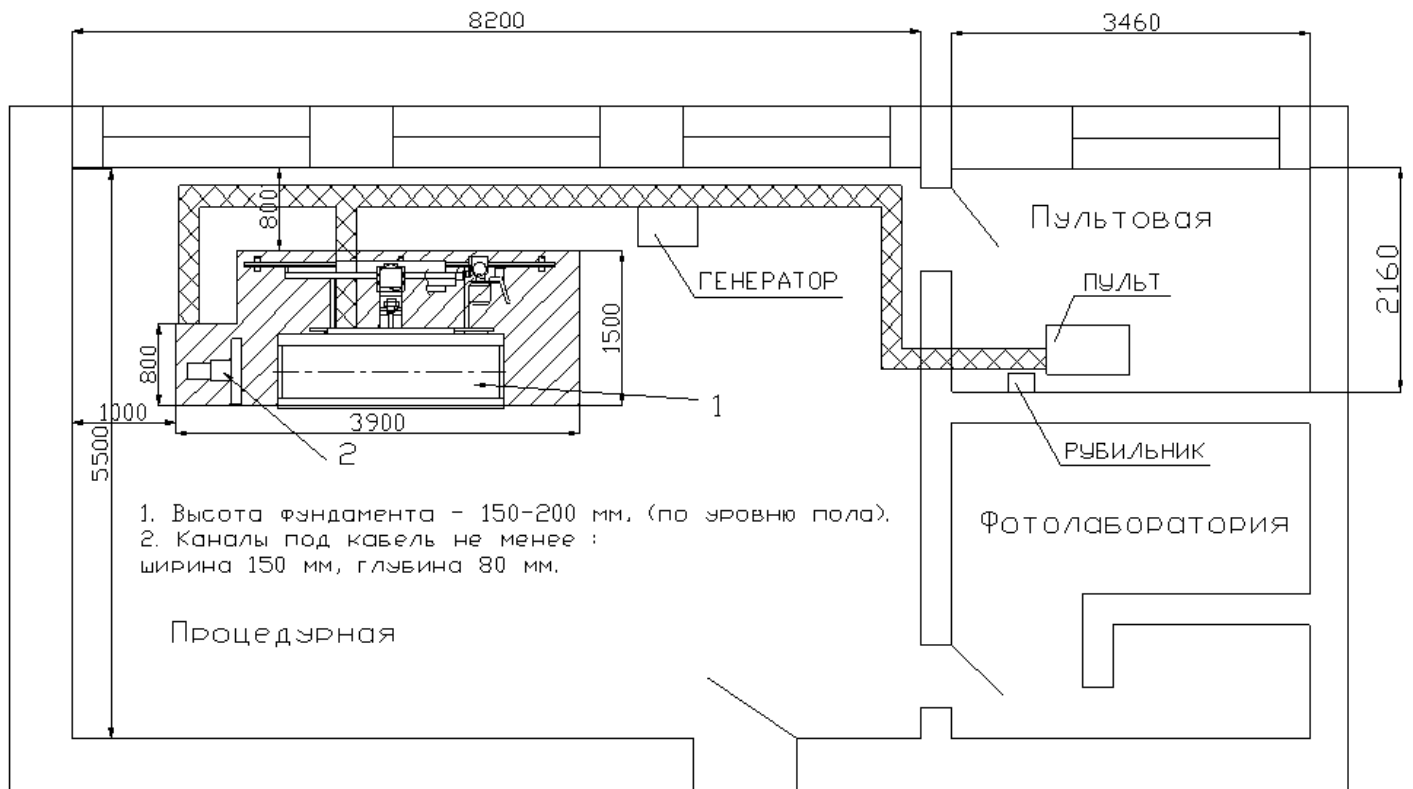 8200
3460
800
Пультовая
ГЕНЕРАТОР
ПУЛЬТ
2160
1500
800
1
1000
3900
5500
2
РУБИЛЬНИК
1. Высота фундамента - 150-200 мм. (по уровню пола).
2. Каналы под кабель не менее :
ширина 150 мм, глубина 80 мм.
Фотолаборатория
Процедурная